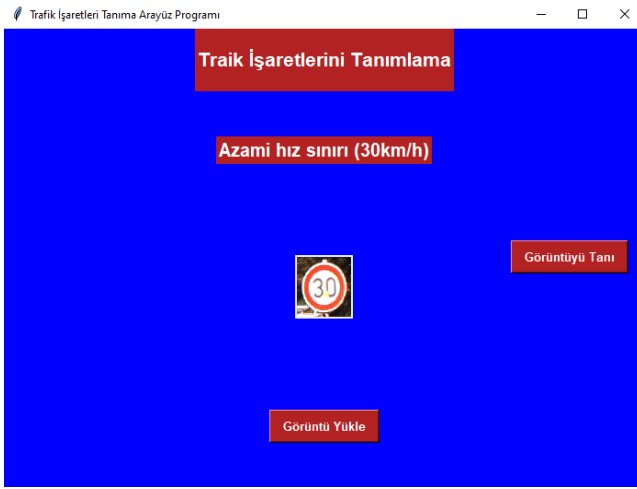 Trafik İşaretleri Tanıma Arayüz Programı
Traik İşaretlerini Tanımlama
Azami hız sınırı (30km/h)
Görüntüyü Tanı
30
Görüntü Yükle